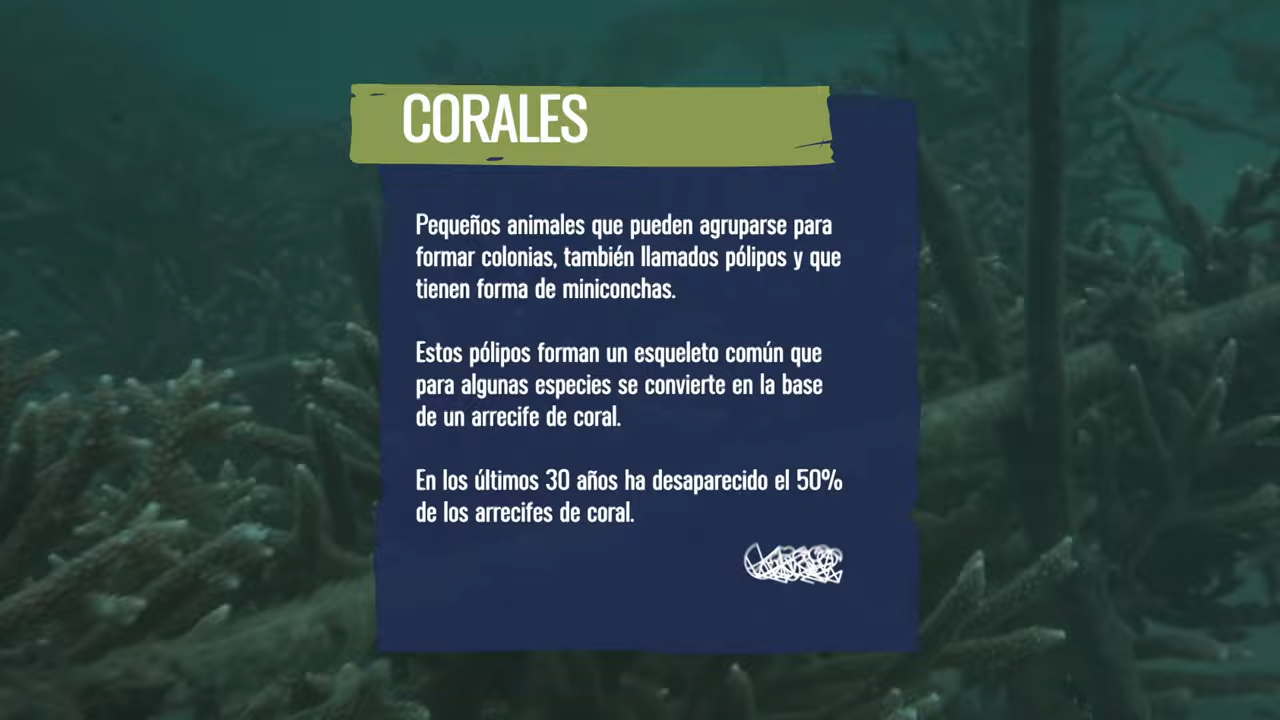 CORALES
Pequeños animales que pueden agruparse para
formar colonias, también llamados pólipos y que
tienen forma de miniconchas.
Estos pólipos forman un esqueleto común que
para algunas especies se convierte en la base
de un arrecife de coral.
En los últimos 30 años ha desaparecido el 50%
de los arrecifes de coral.